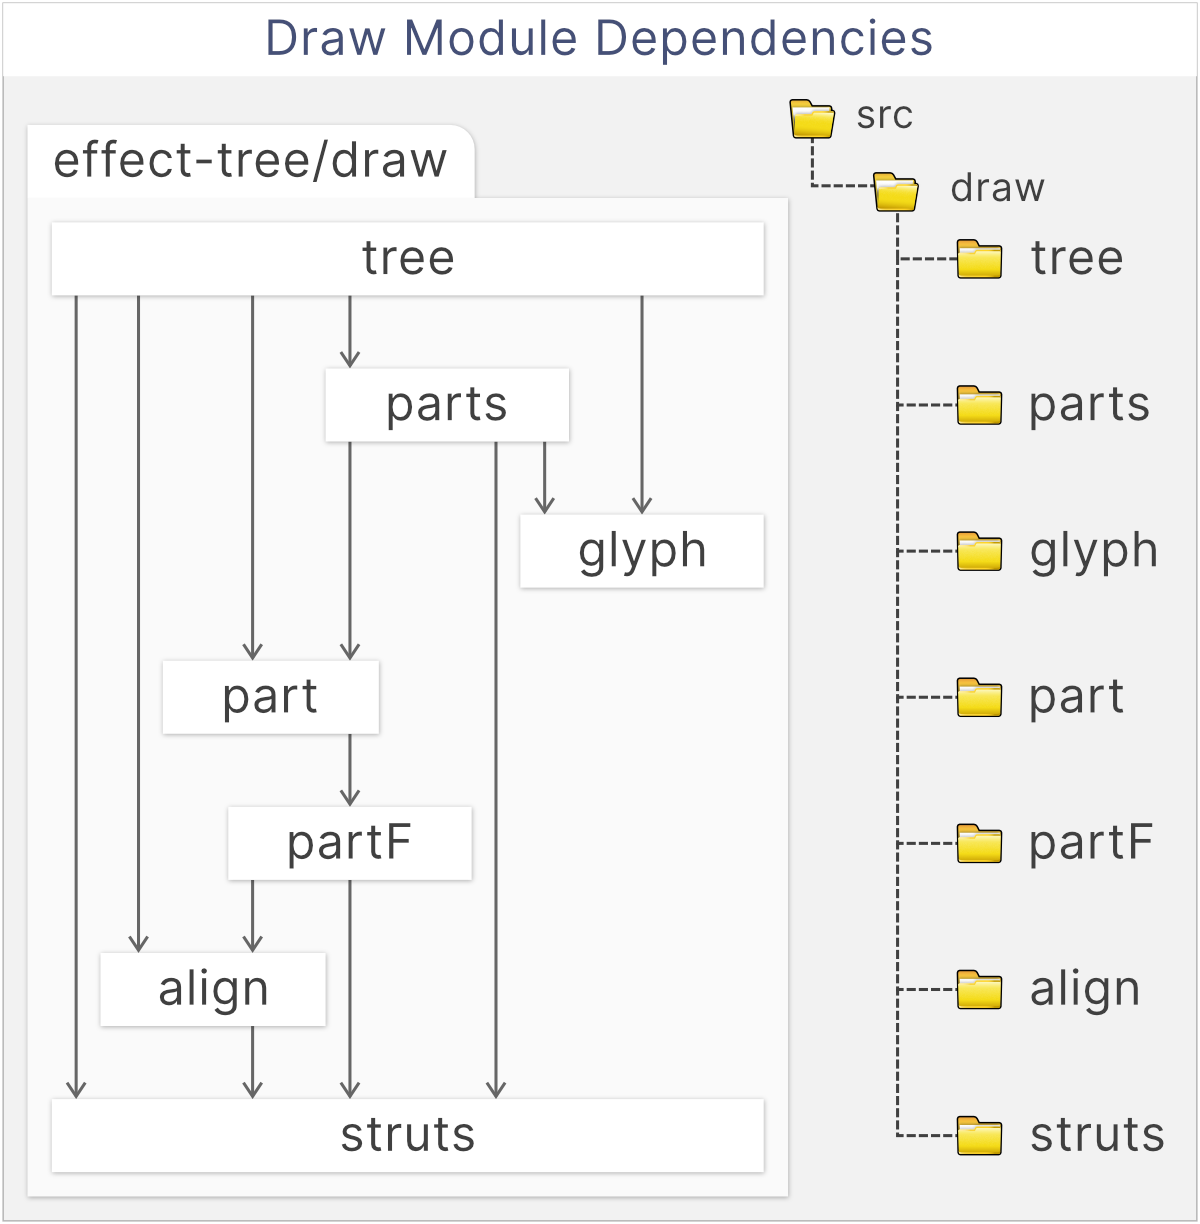 Draw Module Dependencies
effect-tree/draw
tree
parts
glyph
part
partF
align
struts
src
draw
tree
parts
glyph
part
partF
align
struts